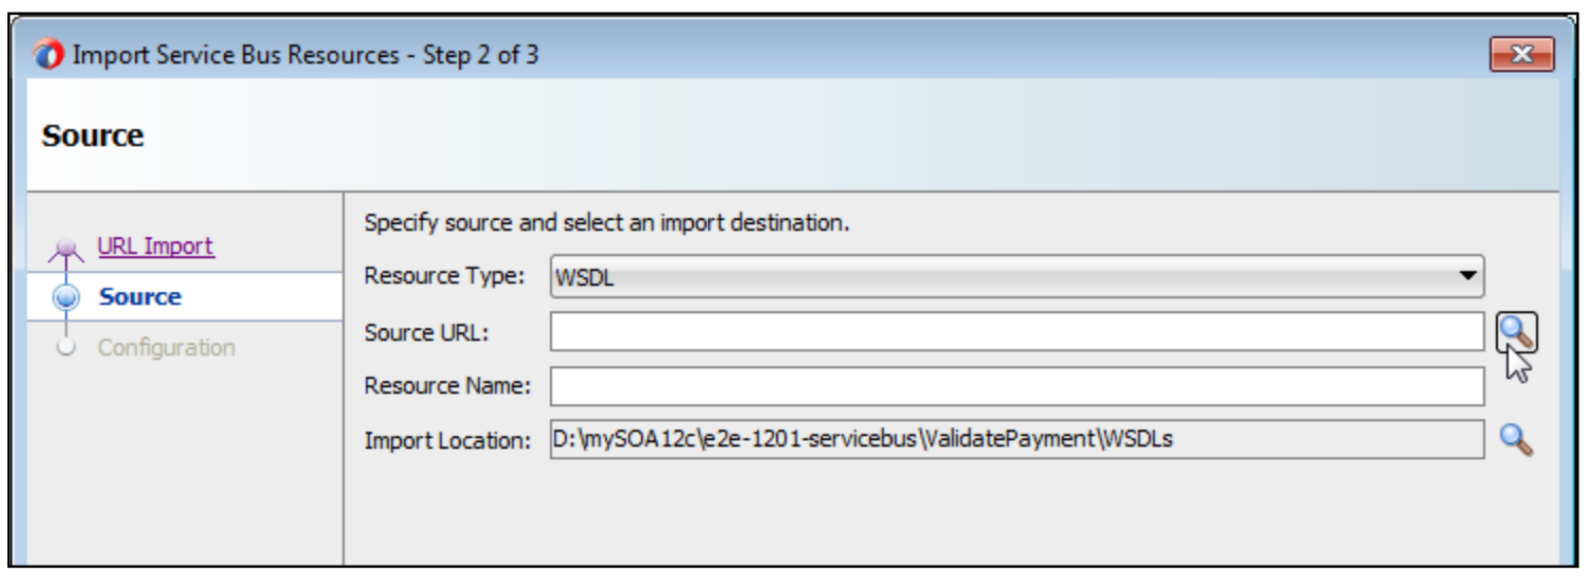 Import Service Bus Resources - Step 2 of 3
Source
URL Import
Source
Configuration
Specify source and select an import destination.
Resource Type: WSDL
Source URL:
Resource Name:
Import Location: D:\mySOA12c\e2e-1201-servicebus\ValidatePayment\WSDLs